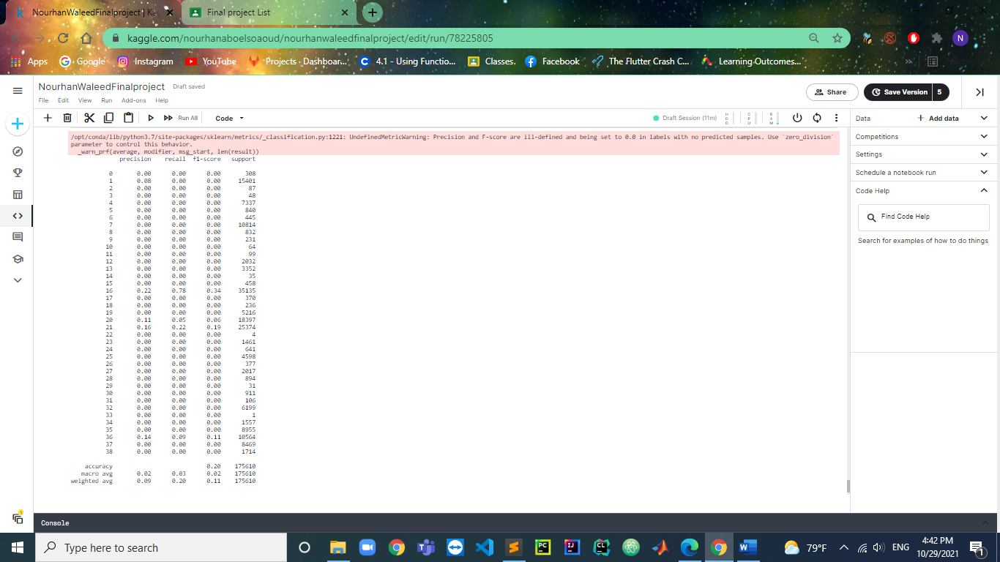 NourhanWaleedFinalproject | Ka
Final project List
kaggle.com/nourhanaboelsoaoud/nourhanwaleedfinalproject/edit/run/78225805
N
Apps Google Instagram YouTube Projects · Dashboar... 4.1 - Using Functio... Classes Facebook The Flutter Crash C... Learning Outcomes...
NourhanWaleedFinalproject Draft saved
File Edit View Run Add-ons Help
Share
Save Version 5
Run All Code
Draft Session (11m) HDD CPU RAM
Data
Add data
Competitions
Settings
Schedule a notebook run
Code Help
Find Code Help
Search for examples of how to do things
/opt/conda/lib/python3.7/site-packages/sklearn/metrics/_classification.py:1221: UndefinedMetricWarning: Precision and F-score are ill-defined and being set to 0.0 in labels with no predicted samples. Use `zero_division`
parameter to control this behavior.
_warn_prf(average, modifier, msg_start, len(result))
precision recall f1-score support
0 0.00 0.00 0.00 308
1 0.08 0.00 0.00 15401
2 0.00 0.00 0.00 87
3 0.00 0.00 0.00 48
4 0.00 0.00 0.00 7337
5 0.00 0.00 0.00 840
6 0.00 0.00 0.00 445
7 0.00 0.00 0.00 10814
8 0.00 0.00 0.00 832
9 0.00 0.00 0.00 231
10 0.00 0.00 0.00 64
11 0.00 0.00 0.00 99
12 0.00 0.00 0.00 2032
13 0.00 0.00 0.00 3352
14 0.00 0.00 0.00 35
15 0.00 0.00 0.00 458
16 0.22 0.78 0.34 35135
17 0.00 0.00 0.00 370
18 0.00 0.00 0.00 236
19 0.00 0.00 0.00 5216
20 0.11 0.05 0.06 18397
21 0.16 0.22 0.19 25374
22 0.00 0.00 0.00 4
23 0.00 0.00 0.00 1461
24 0.00 0.00 0.00 641
25 0.00 0.00 0.00 4598
26 0.00 0.00 0.00 377
27 0.00 0.00 0.00 2017
28 0.00 0.00 0.00 894
29 0.00 0.00 0.00 31
30 0.00 0.00 0.00 911
31 0.00 0.00 0.00 106
32 0.00 0.00 0.00 6199
33 0.00 0.00 0.00 1
34 0.00 0.00 0.00 1557
35 0.00 0.00 0.00 8955
36 0.14 0.09 0.11 10564
37 0.00 0.00 0.00 8469
38 0.00 0.00 0.00 1714
accuracy 0.20 175610
macro avg 0.02 0.03 0.02 175610
weighted avg 0.09 0.20 0.11 175610
Console
Type here to search
79°F
ENG
4:42 PM
10/29/2021
1